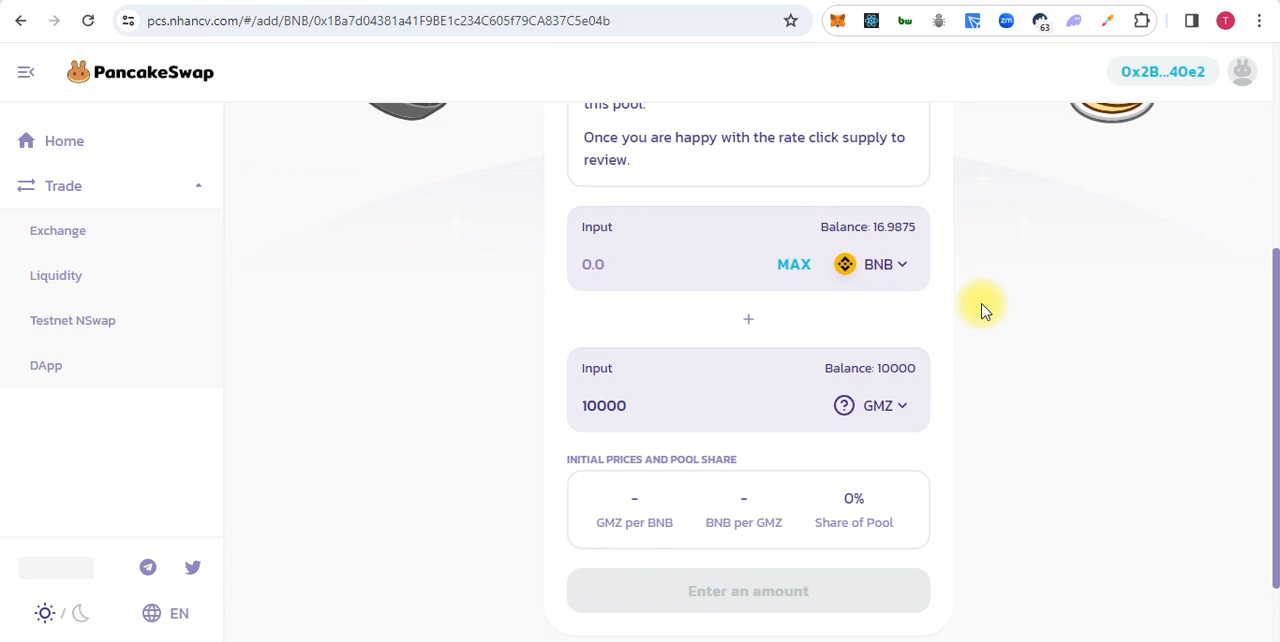 pcs.nhancv.com/#/add/BNB/0x1Ba7d04381a41F9BE1c234C605f79CA837C5e04b
bw
zm
63
T
PancakeSwap
0x2B...40e2
Home
Trade
Exchange
Liquidity
Testnet NSwap
DApp
this pool.
Once you are happy with the rate click supply to
review.
Input
Balance: 16.9875
0.0
MAX
BNB
+
Input
Balance: 10000
10000
? GMZ
INITIAL PRICES AND POOL SHARE
- - 0%
GMZ per BNB BNB per GMZ Share of Pool
Enter an amount
/
EN